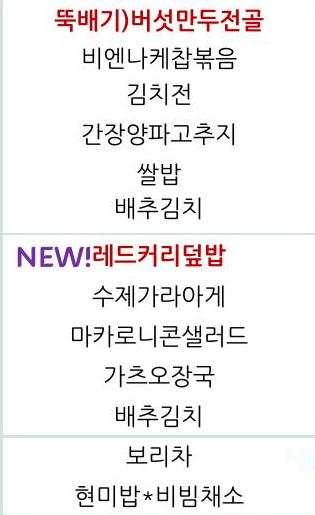 뚝배기)버섯만두전골
비엔나케찹볶음
김치전
간장양파고추지
쌀밥
배추김치
NEW!레드커리덮밥
수제가라아게
마카로니콘샐러드
가츠오장국
배추김치
보리차
현미밥*비빔채소